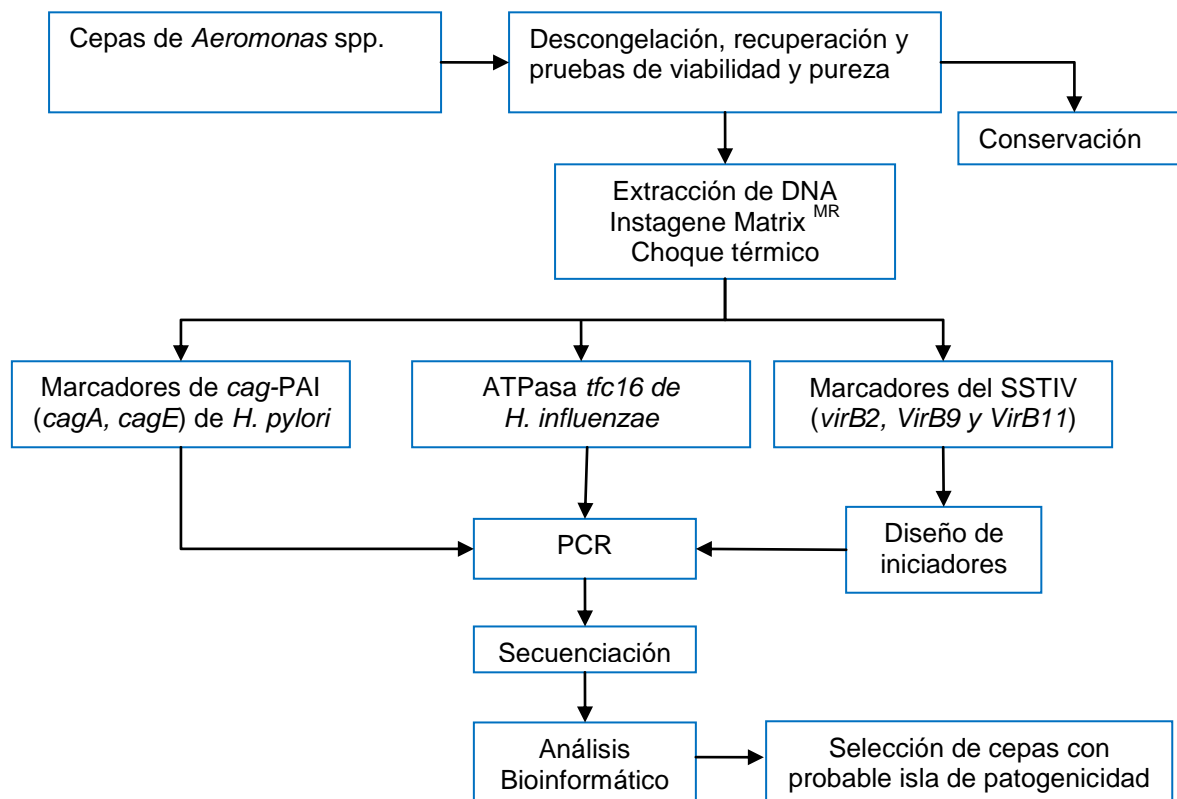 Cepas de Aeromonas spp.
Descongelación, recuperación y
pruebas de viabilidad y pureza
Conservación
Extracción de DNA
Instagene Matrix MR
Choque térmico
Marcadores de cag-PAI
(cagA, cagE) de H. pylori
ATPasa tfc16 de
H. influenzae
Marcadores del SSTIV
(virB2, VirB9 y VirB11)
PCR
Diseño de
iniciadores
Secuenciación
Análisis
Bioinformático
Selección de cepas con
probable isla de patogenicidad